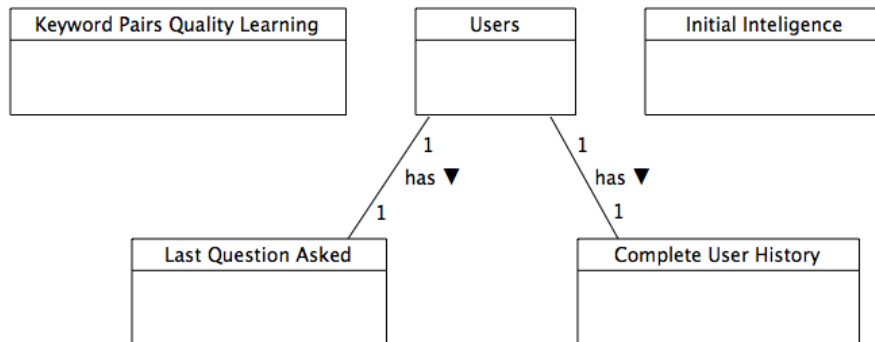 Keyword Pairs Quality Learning
Users
Initial Inteligence
1
1
has ▼
has ▼
1
1
Last Question Asked
Complete User History